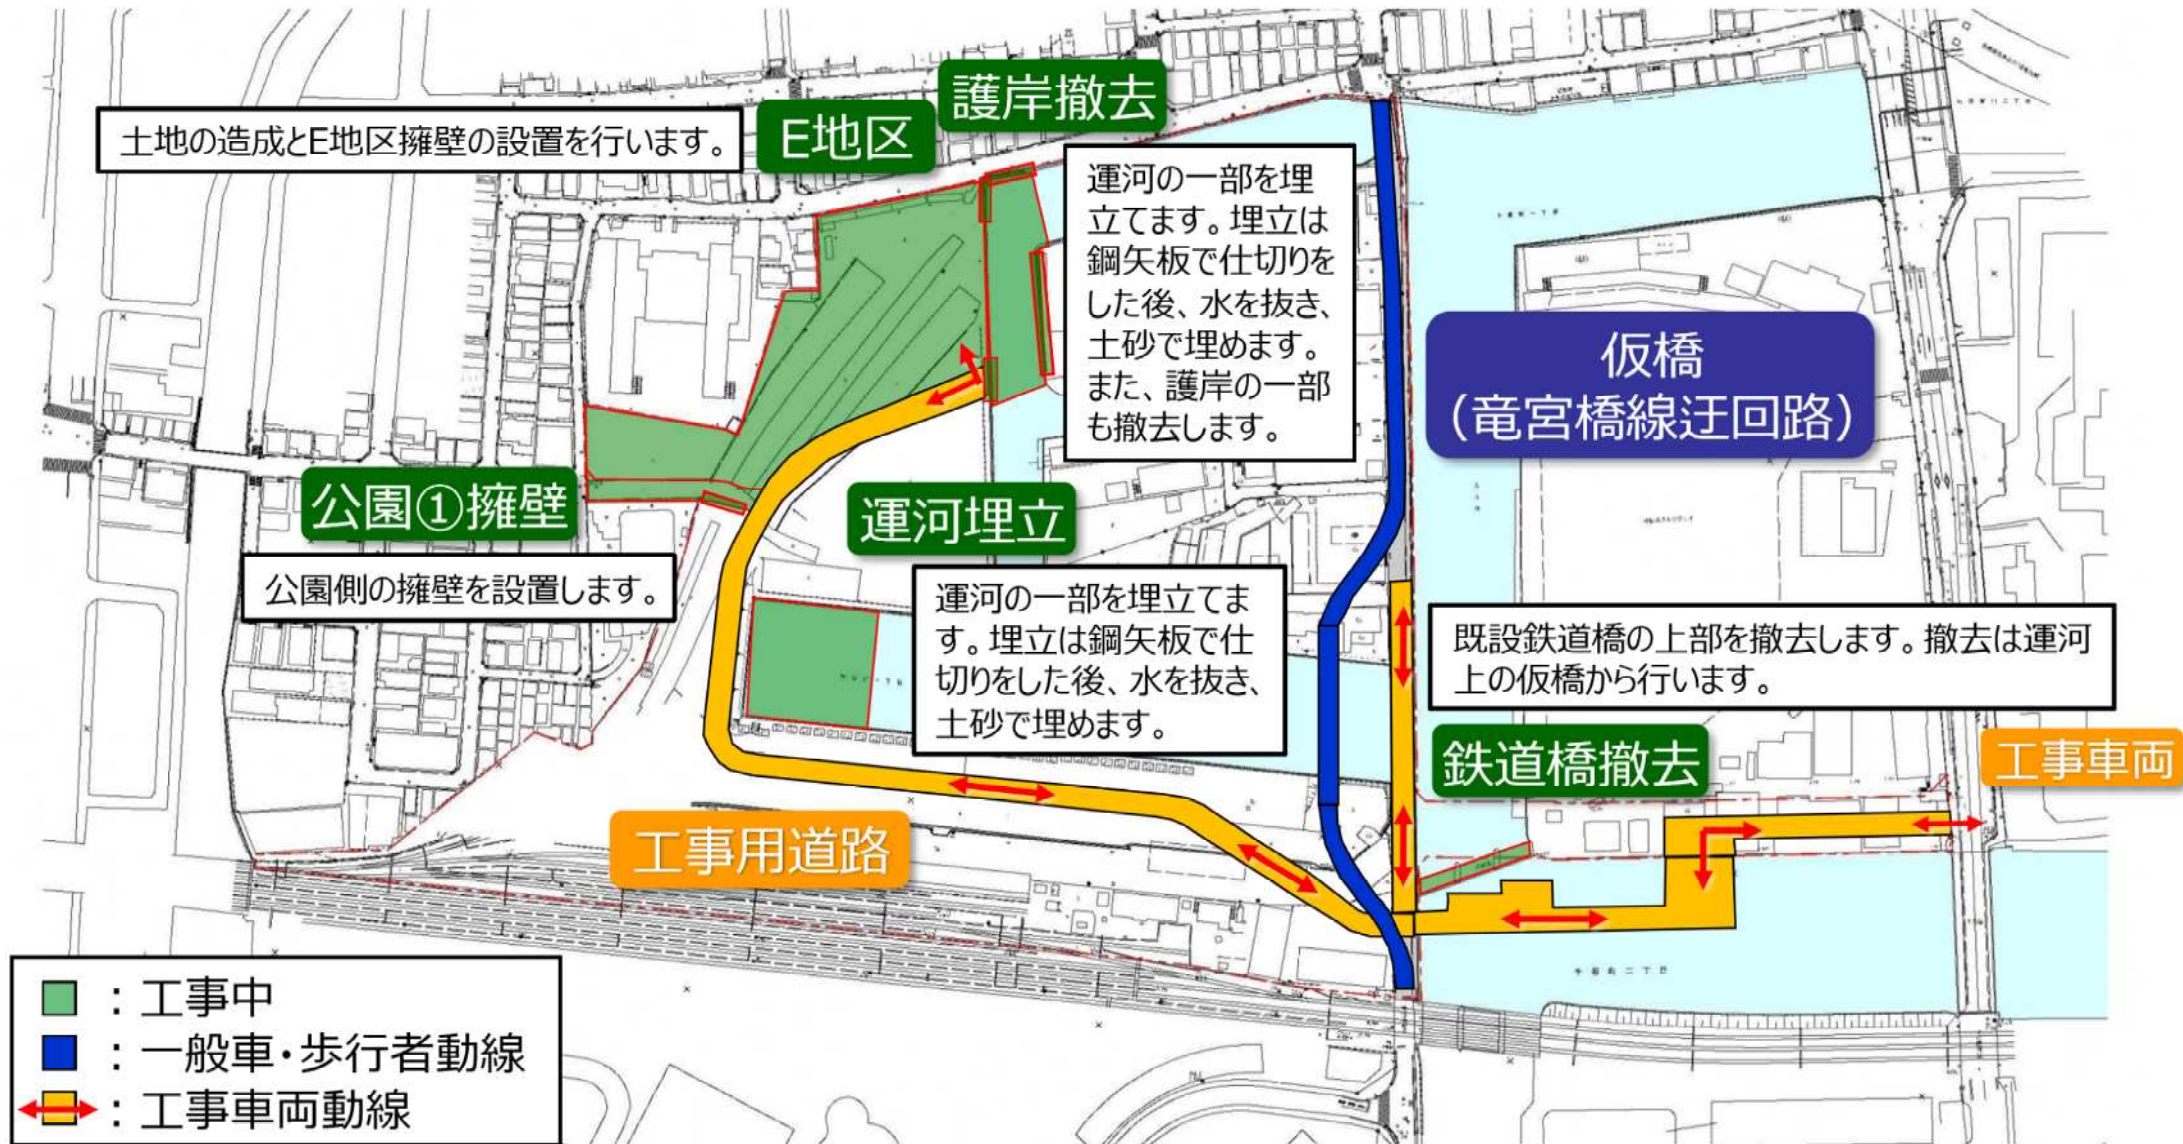 護岸撤去
E地区
土地の造成とE地区擁壁の設置を行います。
運河の一部を埋
立てます。埋立は
鋼矢板で仕切りを
した後、水を抜き、
土砂で埋めます。
また、護岸の一部
も撤去します。
仮橋
（竜宮橋線迂回路）
公園①擁壁
公園側の擁壁を設置します。
運河埋立
運河の一部を埋立てま
す。埋立は鋼矢板で仕
切りをした後、水を抜き、
土砂で埋めます。
既設鉄道橋の上部を撤去します。撤去は運河
上の仮橋から行います。
鉄道橋撤去
工事車両
工事用道路
：工事中
：一般車・歩行者動線
：工事車両動線